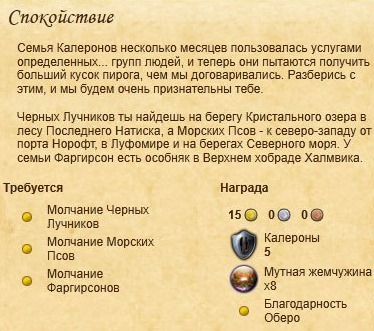 Спокойствие
Семья Калеронов несколько месяцев пользовалась услугами
определенных... групп людей, и теперь они пытаются получить
больший кусок пирога, чем мы договаривались. Разберись с
этим, и мы будем очень признательны тебе.
Черных Лучников ты найдешь на берегу Кристального озера в
лесу Последнего Натиска, а Морских Псов - к северо-западу от
порта Норофт, в Луфомире и на берегах Северного моря. У
семьи Фаргирсон есть особняк в Верхнем хобраде Халмвика.
Требуется
Молчание Черных
Лучников
Молчание Морских
Псов
Молчание
Фаргирсонов
Награда
15 0 0
Калероны
5
Мутная жемчужина
x8
Благодарность
Оберо